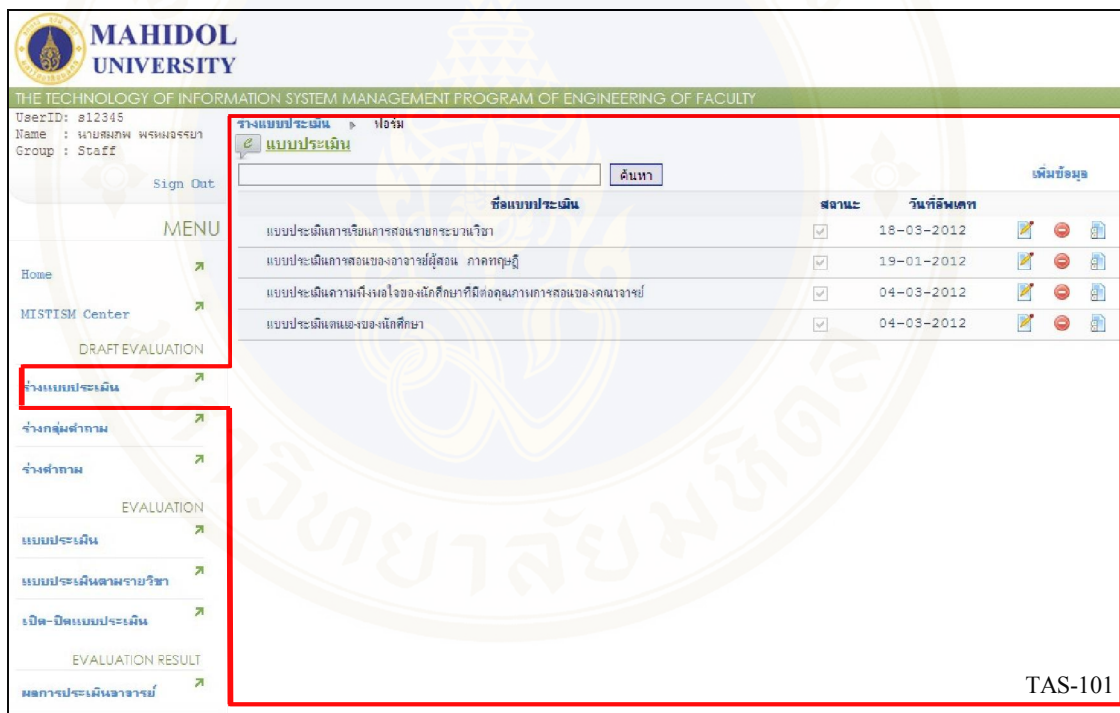 MAHIDOL
UNIVERSITY
THE TECHNOLOGY OF INFORMATION SYSTEM MANAGEMENT PROGRAM OF ENGINEERING OF FACULTY
UserID: s12345
Name :
Group : Staff
Sign Out
MENU
Home
MISTISM Center
DRAFT EVALUATION
ร่างแบบประเมิน
ร่างกลุ่มคำถาม
ร่างคำถาม
EVALUATION
แบบประเมิน
แบบประเมินตามรายวิชา
เปิด-ปิดแบบประเมิน
EVALUATION RESULT
ผลการประเมินอาจารย์
ร่างแบบประเมิน ฟอร์ม
แบบประเมิน
ค้นหา
เพิ่มข้อมูล
ชื่อแบบประเมิน สถานะ วันที่อัพเดท
แบบประเมินการเรียนการสอนรายกระบวนวิชา 18-03-2012
แบบประเมินการสอนของอาจารย์ผู้สอน ภาคทฤษฎี 19-01-2012
แบบประเมินความพึงพอใจของนักศึกษาที่มีต่อคุณภาพการสอนของคณาจารย์ 04-03-2012
แบบประเมินตนเองของนักศึกษา 04-03-2012
TAS-101
มหาวิทยาลัยมหิดล